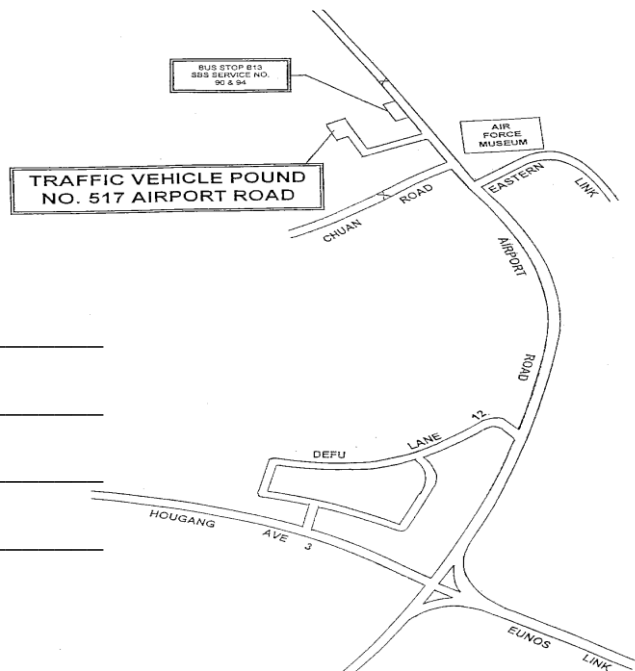 BUS STOP B13
SBS SERVICE NO.
90 & 94
AIR
FORCE
MUSEUM
TRAFFIC VEHICLE POUND
NO. 517 AIRPORT ROAD
EASTERN
LINK
CHUAN
ROAD
AIRPORT
ROAD
DEFU
LANE
12
HOUGANG
AVE
3
EUNOS
LINK